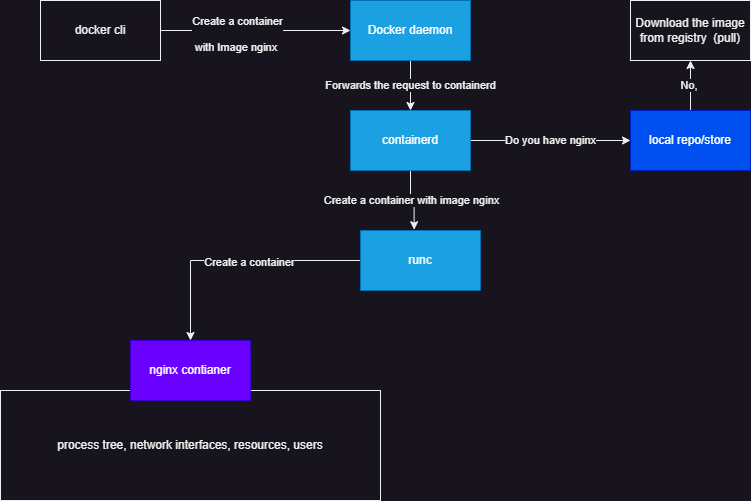 docker cli
Create a container
with Image nginx
Docker daemon
Download the image
from registry (pull)
Forwards the request to containerd
No,
containerd
Do you have nginx
local repo/store
Create a container with image nginx
runc
Create a container
nginx contianer
process tree, network interfaces, resources, users